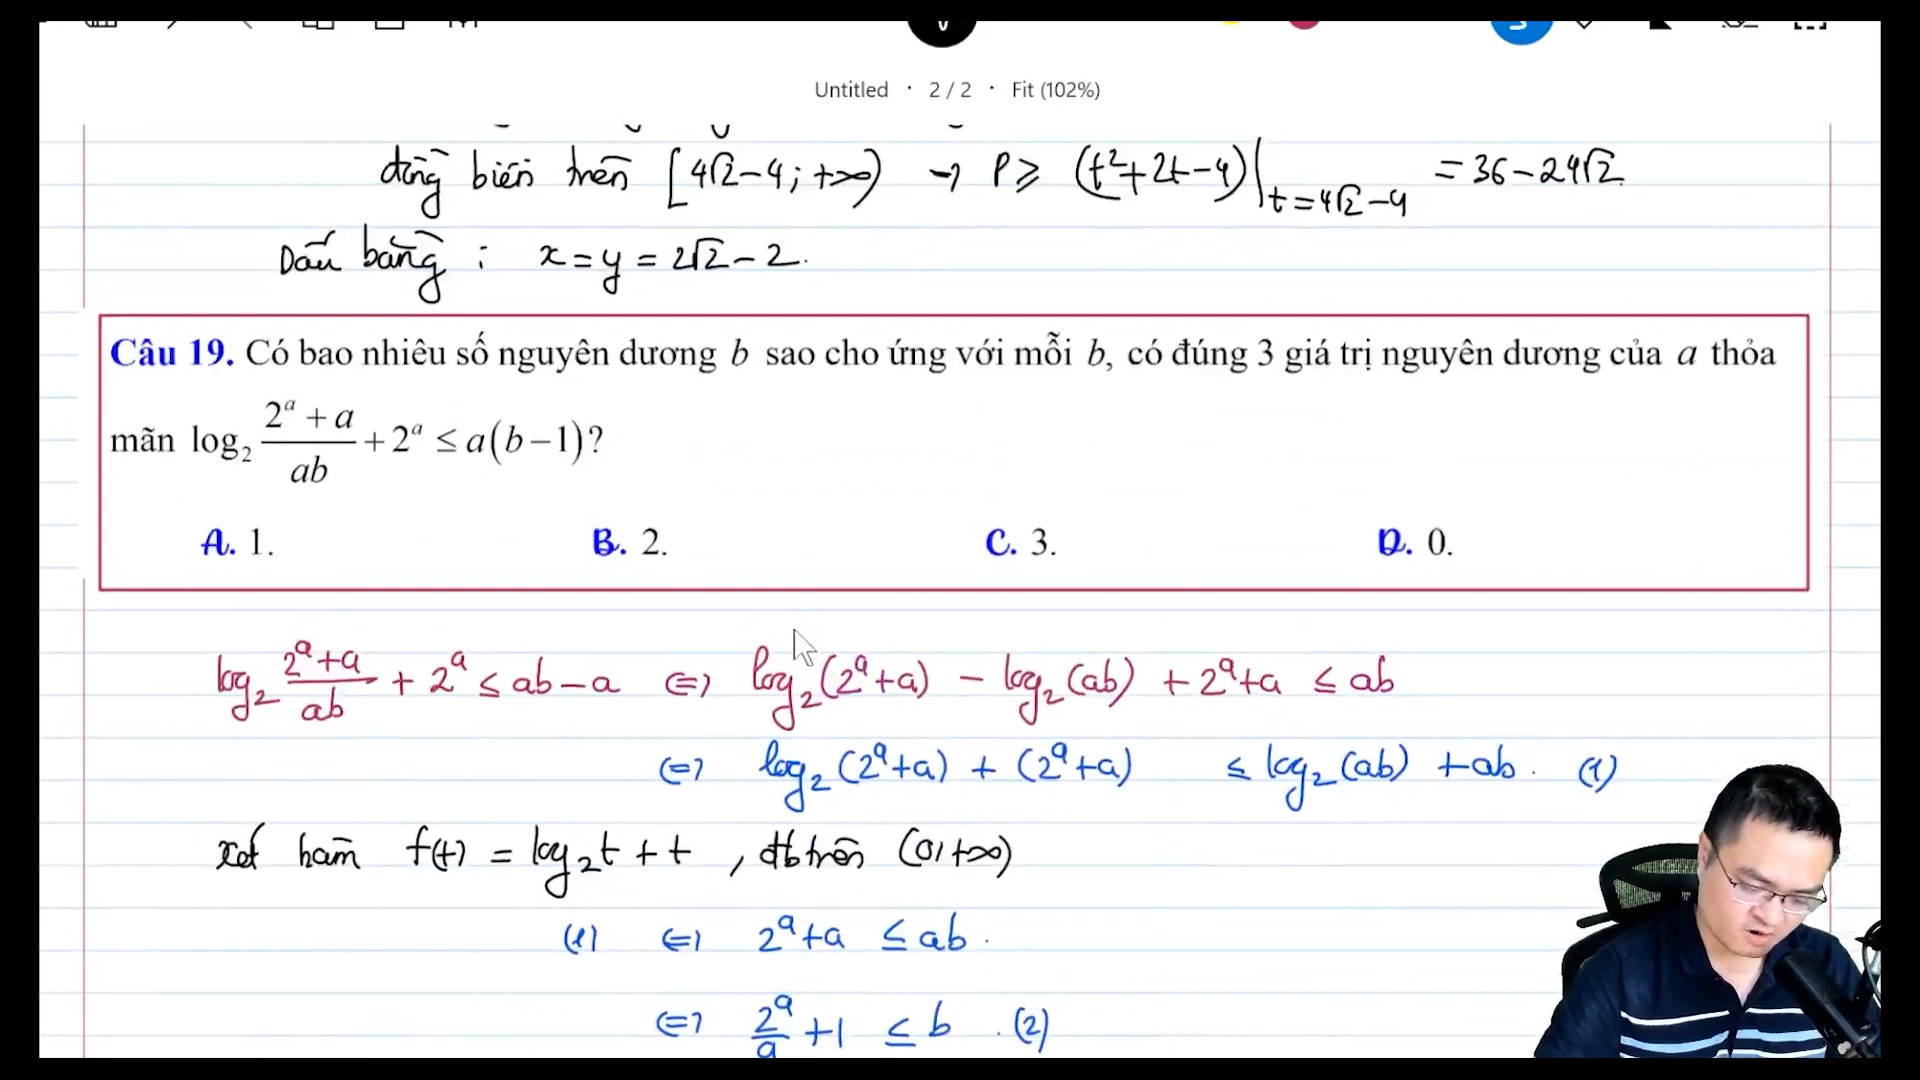 Untitled · 2 / 2 · Fit (102%)
đồng biến trên [4√2-4; +∞) → P ≥ (t²+2t-4)|t=4√2-4 = 36-24√2
Dấu bằng : x = y = 2√2 - 2.
Câu 19. Có bao nhiêu số nguyên dương b sao cho ứng với mỗi b, có đúng 3 giá trị nguyên dương của a thỏa
mãn log₂ (2ᵃ + a)/(ab) + 2ᵃ ≤ a(b−1)?
A. 1. B. 2. C. 3. D. 0.
log₂ (2ᵃ+a)/(ab) + 2ᵃ ≤ ab - a ⇔ log₂(2ᵃ+a) - log₂(ab) + 2ᵃ+a ≤ ab
⇔ log₂(2ᵃ+a) + (2ᵃ+a) ≤ log₂(ab) + ab. (1)
Xét hàm f(t) = log₂t + t, đb trên (0; +∞)
(1) ⇔ 2ᵃ+a ≤ ab.
⇔ 2ᵃ/a + 1 ≤ b. (2)